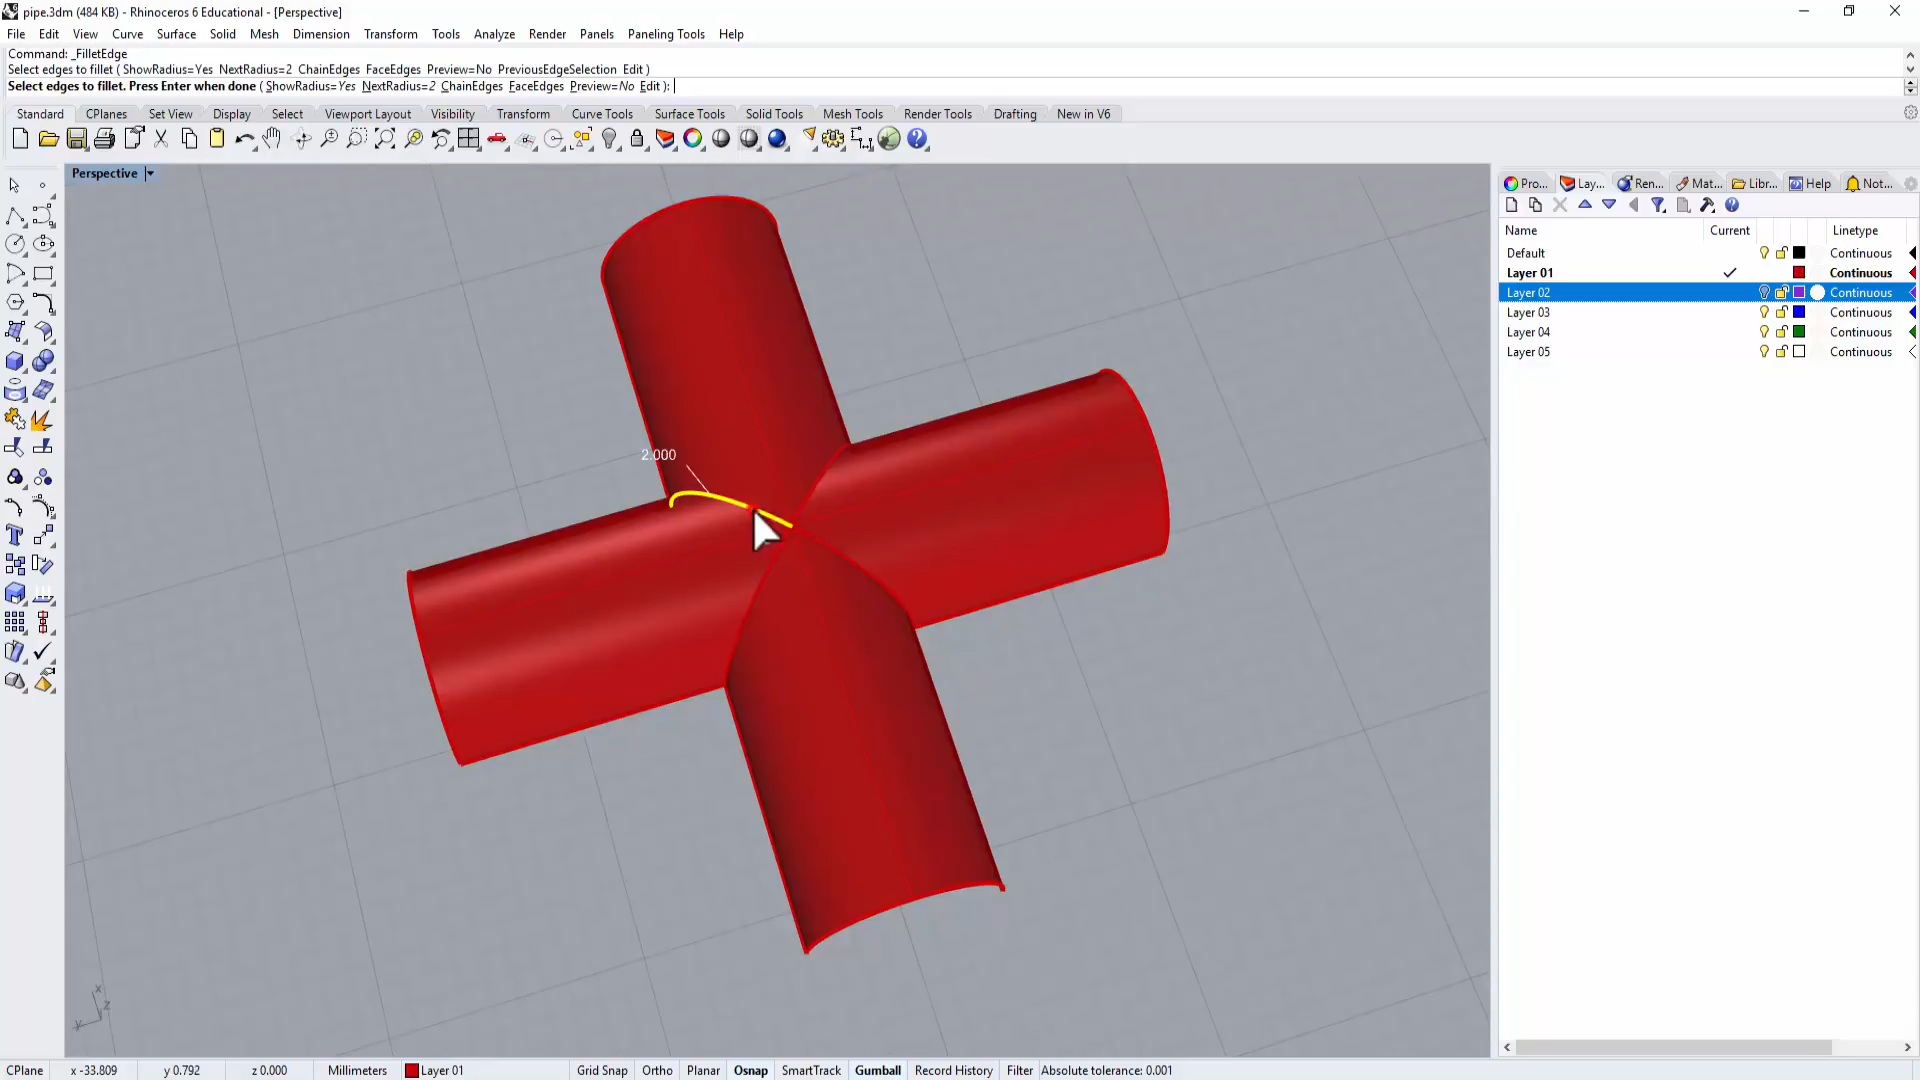 pipe.3dm (484 KB) - Rhinoceros 6 Educational - [Perspective]
File Edit View Curve Surface Solid Mesh Dimension Transform Tools Analyze Render Panels Paneling Tools Help
Command: _FilletEdge
Select edges to fillet ( ShowRadius=Yes NextRadius=2 ChainEdges FaceEdges Preview=No PreviousEdgeSelection Edit )
Select edges to fillet. Press Enter when done ( ShowRadius=Yes NextRadius=2 ChainEdges FaceEdges Preview=No Edit ):
Standard CPlanes Set View Display Select Viewport Layout Visibility Transform Curve Tools Surface Tools Solid Tools Mesh Tools Render Tools Drafting New in V6
Perspective
Pro... Lay... Ren... Mat... Libr... Help Not...
Name Current Linetype
Default Continuous
Layer 01 Continuous
Layer 02 Continuous
Layer 03 Continuous
Layer 04 Continuous
Layer 05 Continuous
2.000
x
z
y
CPlane x -33.809 y 0.792 z 0.000 Millimeters Layer 01 Grid Snap Ortho Planar Osnap SmartTrack Gumball Record History Filter Absolute tolerance: 0.001